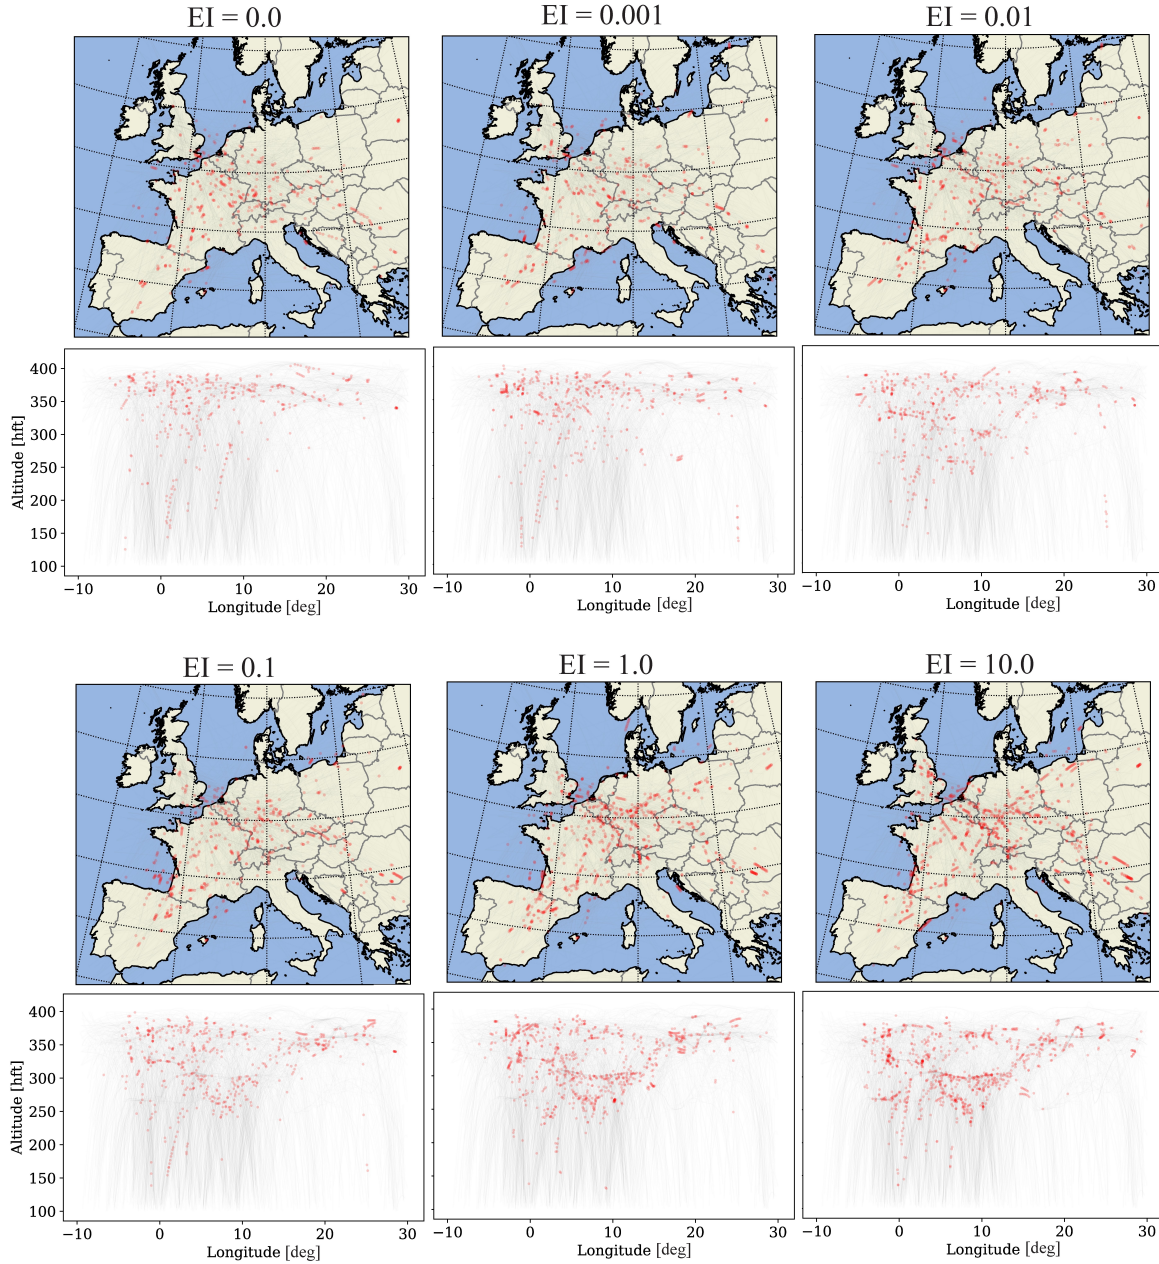 EI = 0.0
EI = 0.001
EI = 0.01
400
350
300
250
200
150
100
Altitude [hft]
−10 0 10 20 30
Longitude [deg]
−10 0 10 20 30
Longitude [deg]
−10 0 10 20 30
Longitude [deg]
EI = 0.1
EI = 1.0
EI = 10.0
400
350
300
250
200
150
100
Altitude [hft]
−10 0 10 20 30
Longitude [deg]
−10 0 10 20 30
Longitude [deg]
−10 0 10 20 30
Longitude [deg]